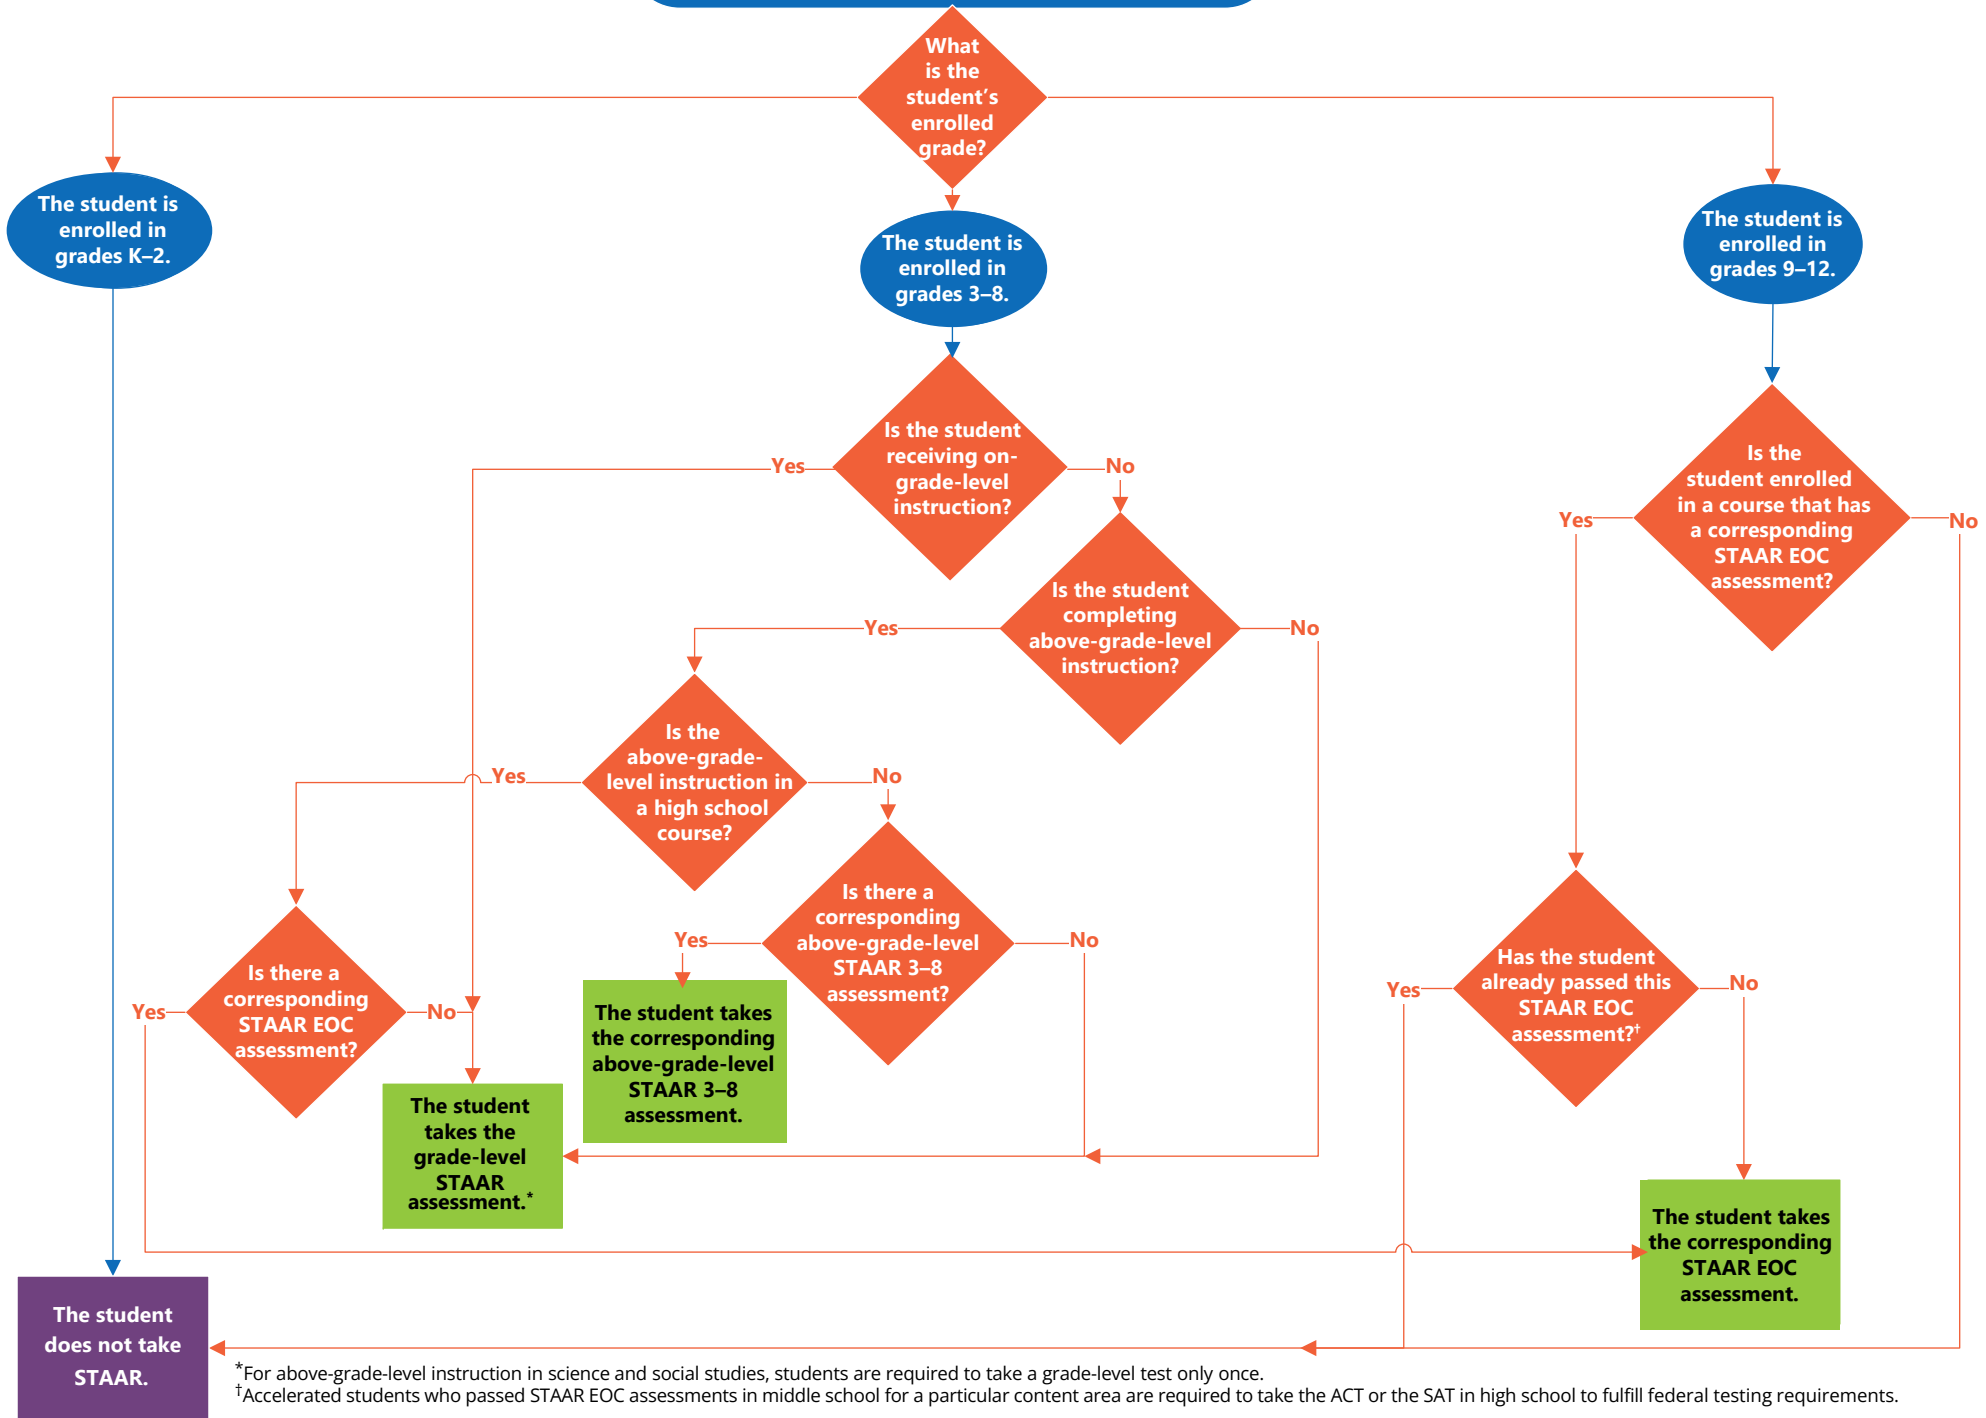 What
is the
student's
enrolled
grade?
The student is
enrolled in
grades K–2.
The student is
enrolled in
grades 3–8.
The student is
enrolled in
grades 9–12.
Is the student
receiving on-
grade-level
instruction?
Yes
No
Is the
student enrolled
in a course that has
a corresponding
STAAR EOC
assessment?
Yes
No
Is the student
completing
above-grade-level
instruction?
Yes
No
Is the
above-grade-
level instruction in
a high school
course?
Yes
No
Is there a
corresponding
above-grade-level
STAAR 3–8
assessment?
Yes
No
Is there a
corresponding
STAAR EOC
assessment?
Yes
No
Has the student
already passed this
STAAR EOC
assessment?†
Yes
No
The student takes
the corresponding
above-grade-level
STAAR 3–8
assessment.
The student
takes the
grade-level
STAAR
assessment.*
The student takes
the corresponding
STAAR EOC
assessment.
The student
does not take
STAAR.
*For above-grade-level instruction in science and social studies, students are required to take a grade-level test only once.
†Accelerated students who passed STAAR EOC assessments in middle school for a particular content area are required to take the ACT or the SAT in high school to fulfill federal testing requirements.